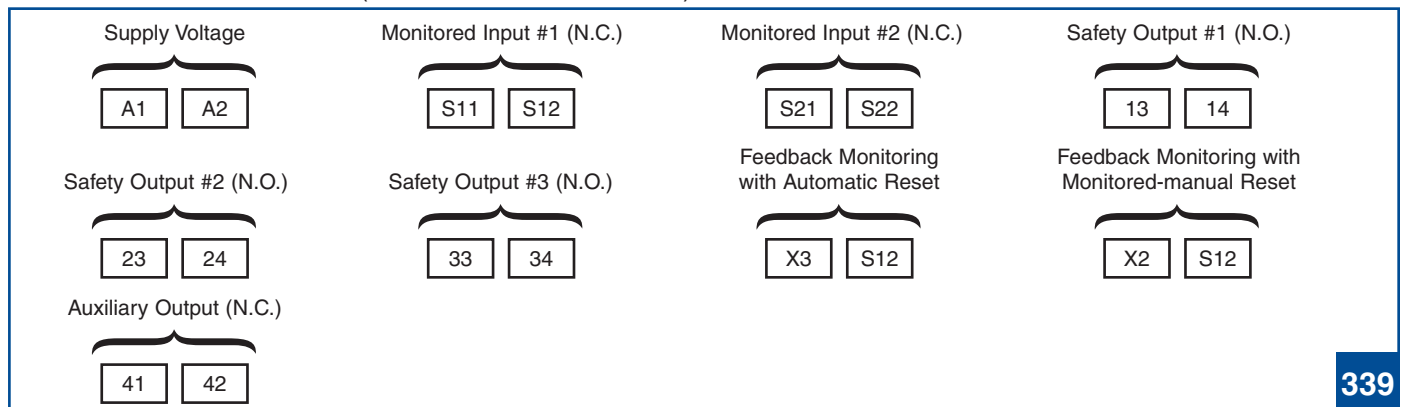 Supply Voltage
Monitored Input #1 (N.C.)
Monitored Input #2 (N.C.)
Safety Output #1 (N.O.)
A1 A2
S11 S12
S21 S22
13 14
Safety Output #2 (N.O.)
Safety Output #3 (N.O.)
Feedback Monitoring
with Automatic Reset
Feedback Monitoring with
Monitored-manual Reset
23 24
33 34
X3 S12
X2 S12
Auxiliary Output (N.C.)
41 42
339